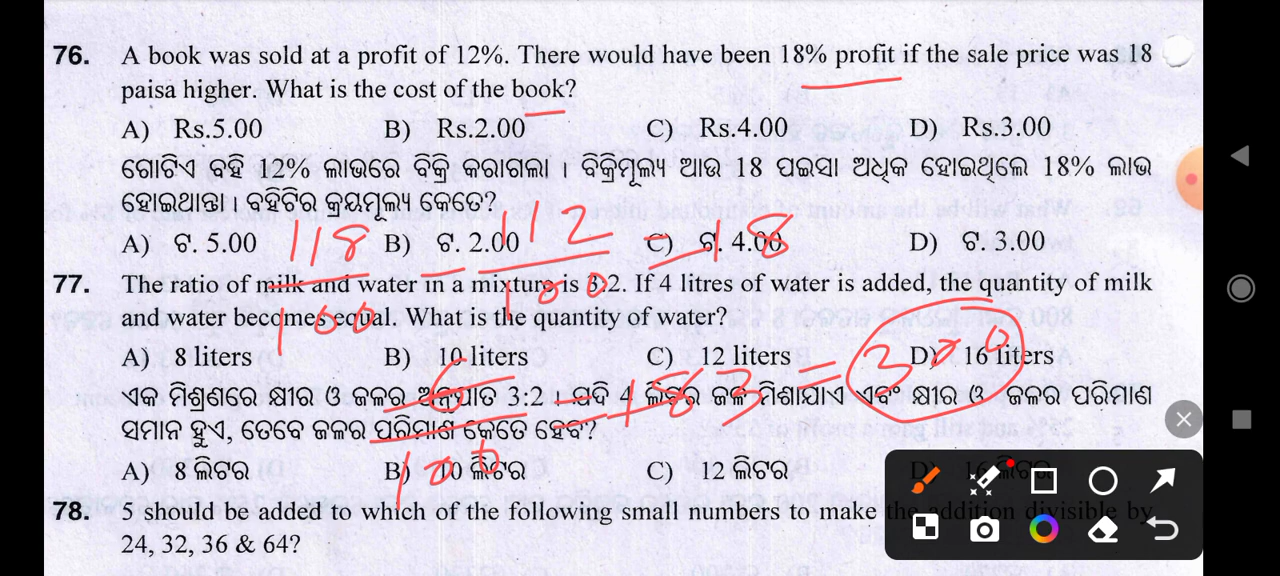 76. A book was sold at a profit of 12%. There would have been 18% profit if the sale price was 18
paisa higher. What is the cost of the book?
A) Rs.5.00 B) Rs.2.00 C) Rs.4.00 D) Rs.3.00
ଗୋଟିଏ ବହି 12% ଲାଭରେ ବିକ୍ରି କରାଗଲା । ବିକ୍ରିମୂଲ୍ୟ ଆଉ 18 ପଇସା ଅଧିକ ହୋଇଥିଲେ 18% ଲାଭ
ହୋଇଥାନ୍ତା । ବହିଟିର କ୍ରୟମୂଲ୍ୟ କେତେ?
A) ଟ. 5.00 B) ଟ. 2.00 C) ଟ. 4.00 D) ଟ. 3.00
118 112 18
77. The ratio of milk and water in a mixture is 3:2. If 4 litres of water is added, the quantity of milk
100 100
and water becomes equal. What is the quantity of water?
A) 8 liters B) 10 liters C) 12 liters D) 16 liters
6 = 18 3 = 300
ଏକ ମିଶ୍ରଣରେ କ୍ଷୀର ଓ ଜଳର ଅନୁପାତ 3:2 । ଯଦି 4 ଲିଟର ଜଳ ମିଶାଯାଏ ଏବଂ କ୍ଷୀର ଓ ଜଳର ପରିମାଣ
ସମାନ ହୁଏ, ତେବେ ଜଳର ପରିମାଣ କେତେ ହେବ?
100
A) 8 ଲିଟର B) 10 ଲିଟର C) 12 ଲିଟର D) 16 ଲିଟର
78. 5 should be added to which of the following small numbers to make the addition divisible by
24, 32, 36 & 64?